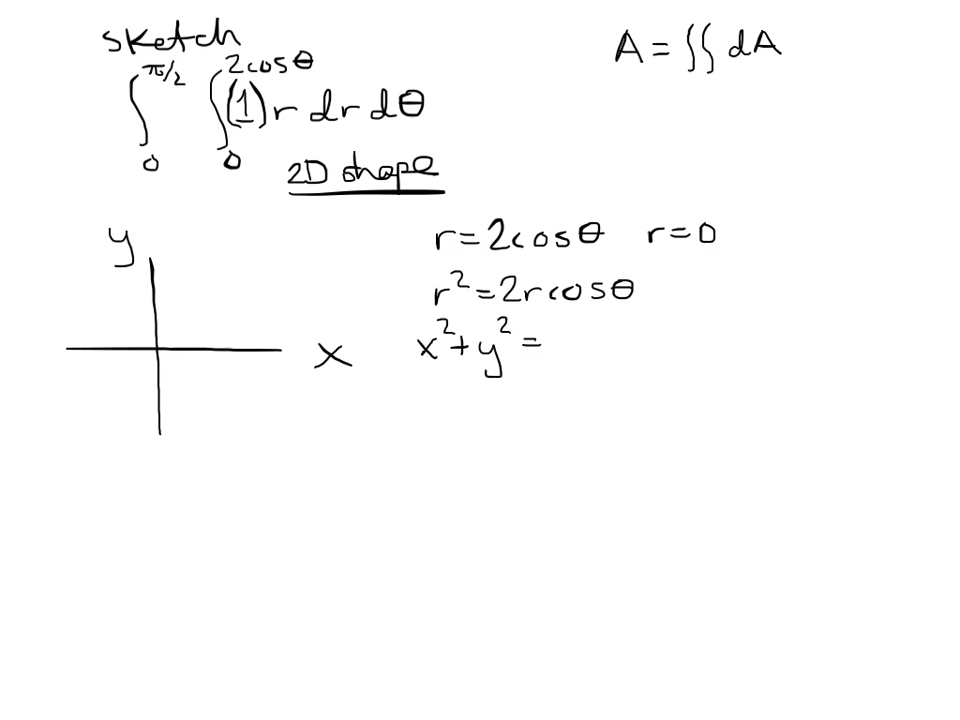 sketch
A = ∬ dA
∫₀^{π/2} ∫₀^{2cosθ} (1) r dr dθ
2D shape
y
r = 2cosθ r = 0
r² = 2rcosθ
x² + y² =
x